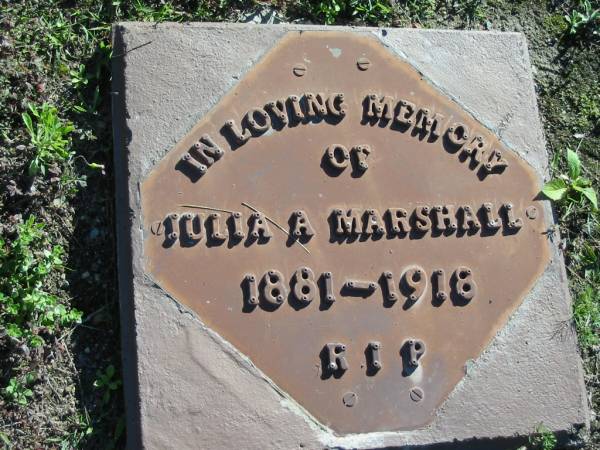 IN LOVING MEMORY
OF
JULIA A MARSHALL
1881-1918
R I P